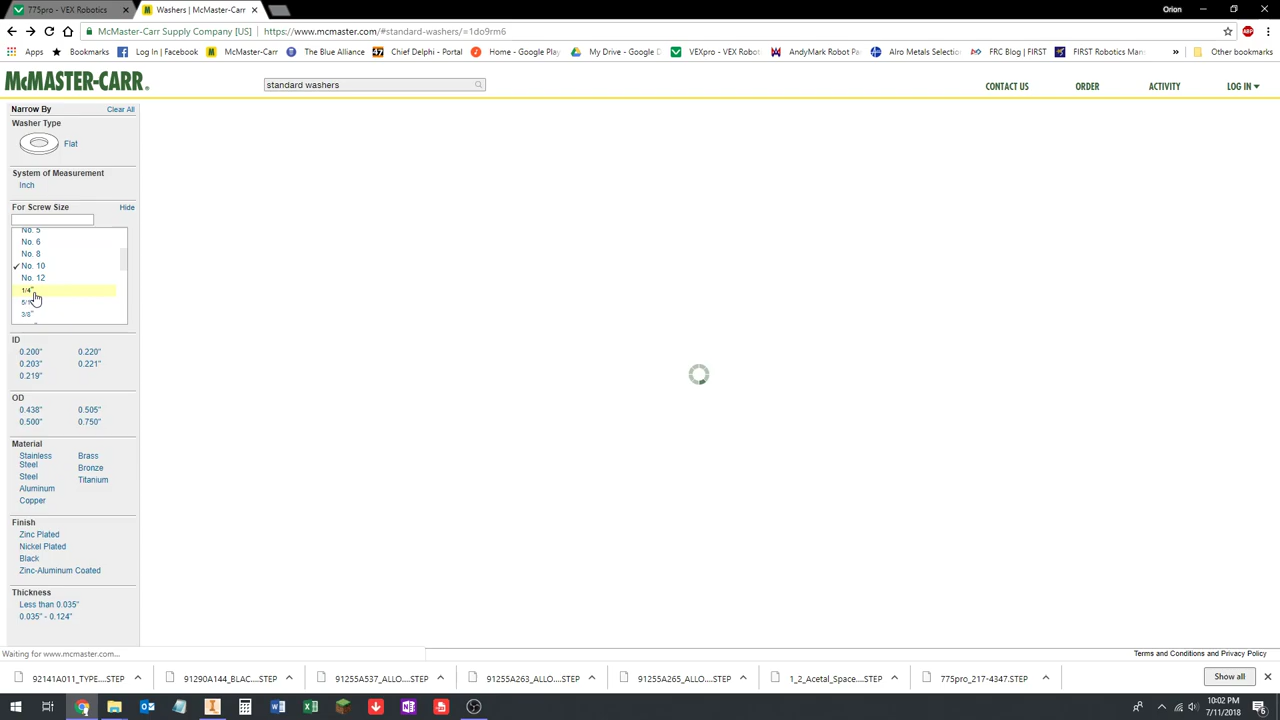 775pro - VEX Robotics
Washers | McMaster-Carr
Orion
McMaster-Carr Supply Company [US]
https://www.mcmaster.com/#standard-washers/=1do9rm6
Apps
Bookmarks
Log In | Facebook
McMaster-Carr
The Blue Alliance
Chief Delphi - Portal
Home - Google Play
My Drive - Google D
VEXpro - VEX Robot
AndyMark Robot Pa
Alro Metals Selectio
FRC Blog | FIRST
FIRST Robotics Man
»
Other bookmarks
McMASTER-CARR®
standard washers
CONTACT US
ORDER
ACTIVITY
LOG IN
Narrow By
Clear All
Washer Type
Flat
System of Measurement
Inch
For Screw Size
Hide
No. 5
No. 6
No. 8
No. 10
No. 12
1/4"
3/8"
ID
0.200"
0.220"
0.203"
0.221"
0.219"
OD
0.438"
0.505"
0.500"
0.750"
Material
Stainless
Steel
Brass
Bronze
Steel
Titanium
Aluminum
Copper
Finish
Zinc Plated
Nickel Plated
Black
Zinc-Aluminum Coated
Thickness
Less than 0.035"
0.035" - 0.124"
Waiting for www.mcmaster.com...
Terms and Conditions and Privacy Policy
92141A011_TYPE....STEP
91290A144_BLAC....STEP
91255A537_ALLO....STEP
91255A263_ALLO....STEP
91255A265_ALLO....STEP
1_2_Acetal_Space....STEP
775pro_217-4347.STEP
Show all
10:02 PM
7/11/2018